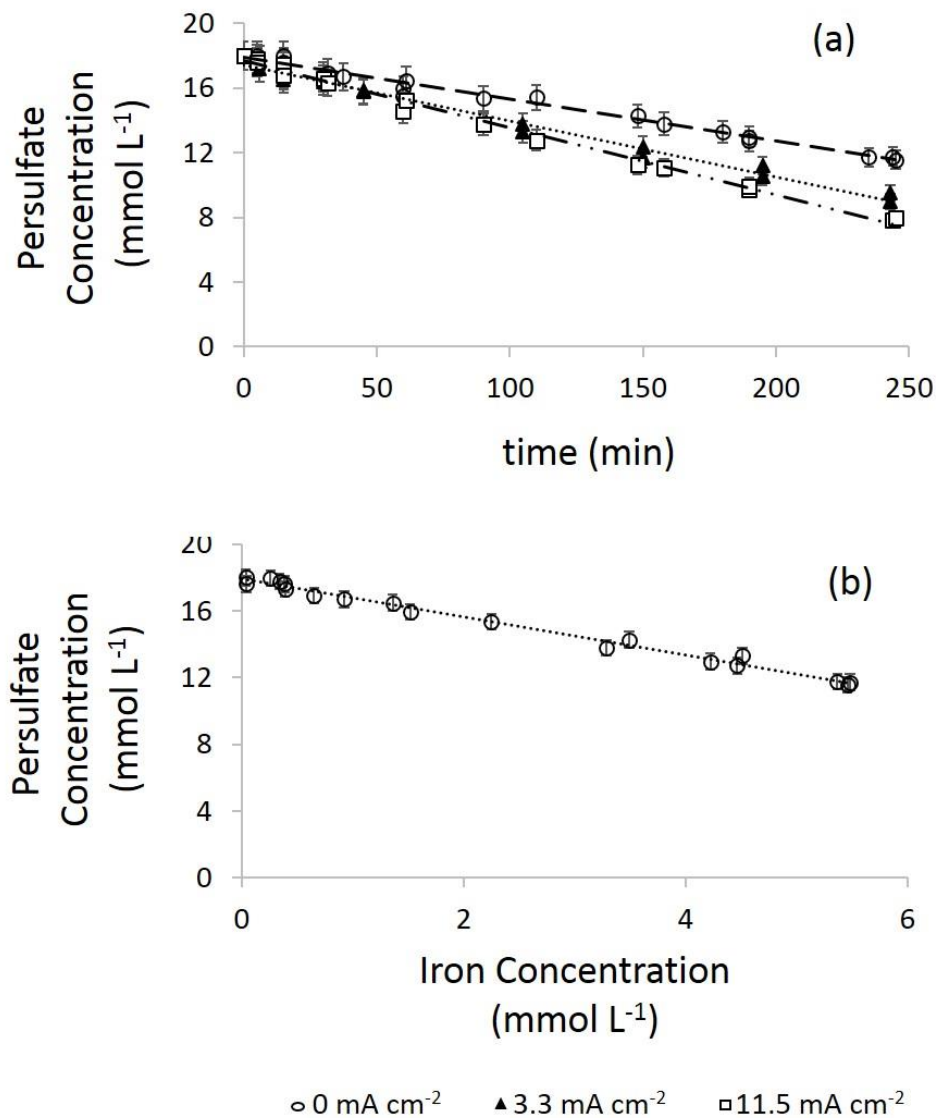 (a)
Persulfate
Concentration
(mmol L-1)
20
16
12
8
4
0
0 50 100 150 200 250
time (min)
(b)
Persulfate
Concentration
(mmol L-1)
20
16
12
8
4
0
0 2 4 6
Iron Concentration
(mmol L-1)
0 mA cm-2 3.3 mA cm-2 11.5 mA cm-2